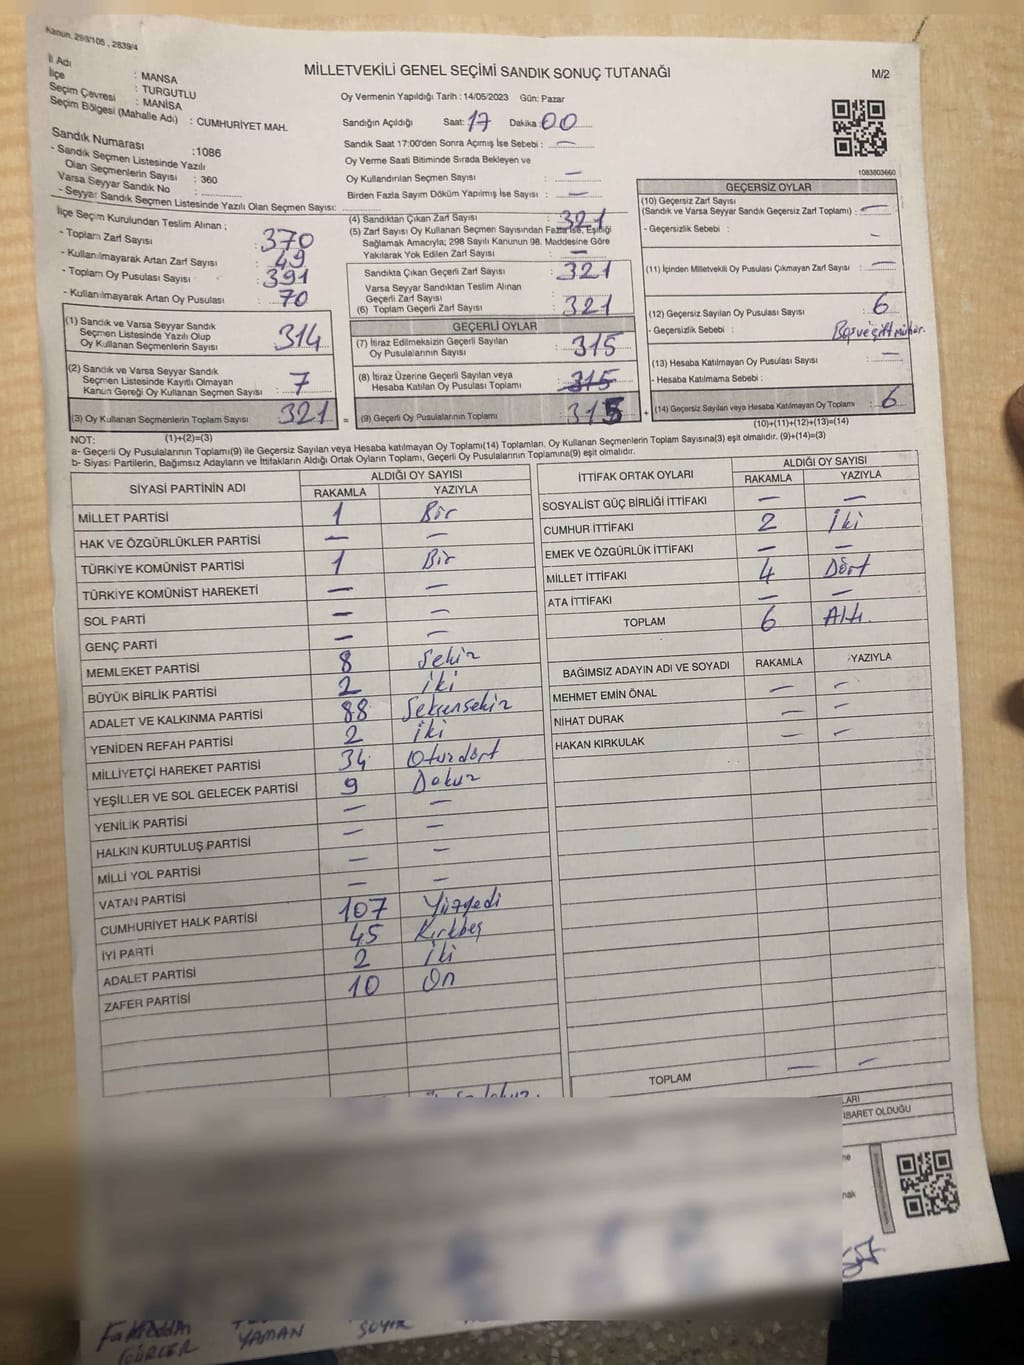 Kanun, 298/105, 2839/4
MİLLETVEKİLİ GENEL SEÇİMİ SANDIK SONUÇ TUTANAĞI
M/2
İl Adı : MANSA
İlçe : TURGUTLU
Seçim Çevresi : MANİSA
Seçim Bölgesi (Mahalle Adı) : CUMHURİYET MAH.
Sandık Numarası :1086
- Sandık Seçmen Listesinde Yazılı
Olan Seçmenlerin Sayısı : 360
Varsa Seyyar Sandık No :
- Seyyar Sandık Seçmen Listesinde Yazılı Olan Seçmen Sayısı:
Oy Vermenin Yapıldığı Tarih : 14/05/2023 Gün: Pazar
Sandığın Açıldığı Saat: 17 Dakika: 00
Sandık Saat 17:00'den Sonra Açımış İse Sebebi : —
Oy Verme Saati Bitiminde Sırada Bekleyen ve
Oy Kullandırılan Seçmen Sayısı : —
Birden Fazla Sayım Döküm Yapılmış İse Sayısı : —
1083803660
İlçe Seçim Kurulundan Teslim Alınan ;
- Toplam Zarf Sayısı : 370
- Kullanılmayarak Artan Zarf Sayısı : 49
- Toplam Oy Pusulası Sayısı : 391
- Kullanılmayarak Artan Oy Pusulası : 70
(1) Sandık ve Varsa Seyyar Sandık
Seçmen Listesinde Yazılı Olup
Oy Kullanan Seçmenlerin Sayısı : 314
(2) Sandık ve Varsa Seyyar Sandık
Seçmen Listesinde Kayıtlı Olmayan
Kanun Gereği Oy Kullanan Seçmen Sayısı : 7
(3) Oy Kullanan Seçmenlerin Toplam Sayısı : 321 =
(1)+(2)=(3)
(4) Sandıktan Çıkan Zarf Sayısı : 321
(5) Zarf Sayısı Oy Kullanan Seçmen Sayısından Fazla İse, Eşitliği
Sağlamak Amacıyla; 298 Sayılı Kanunun 98. Maddesine Göre
Yakılarak Yok Edilen Zarf Sayısı : —
Sandıkta Çıkan Geçerli Zarf Sayısı : 321
Varsa Seyyar Sandıktan Teslim Alınan
Geçerli Zarf Sayısı : —
(6) Toplam Geçerli Zarf Sayısı : 321
GEÇERLİ OYLAR
(7) İtiraz Edilmeksizin Geçerli Sayılan
Oy Pusulalarının Sayısı : 315
(8) İtiraz Üzerine Geçerli Sayılan veya
Hesaba Katılan Oy Pusulası Toplamı : 315
(9) Geçerli Oy Pusulalarının Toplamı : 315 +
GEÇERSİZ OYLAR
(10) Geçersiz Zarf Sayısı
(Sandık ve Varsa Seyyar Sandık Geçersiz Zarf Toplamı) : —
- Geçersizlik Sebebi : —
(11) İçinden Milletvekili Oy Pusulası Çıkmayan Zarf Sayısı : —
(12) Geçersiz Sayılan Oy Pusulası Sayısı : 6
- Geçersizlik Sebebi : Boş ve çift mühür.
(13) Hesaba Katılmayan Oy Pusulası Sayısı : —
- Hesaba Katılmama Sebebi :
(14) Geçersiz Sayılan veya Hesaba Katılmayan Oy Toplamı : 6
(10)+(11)+(12)+(13)=(14)
NOT:
a- Geçerli Oy Pusulalarının Toplamı(9) ile Geçersiz Sayılan veya Hesaba katılmayan Oy Toplamı(14) Toplamları, Oy Kullanan Seçmenlerin Toplam Sayısına(3) eşit olmalıdır. (9)+(14)=(3)
b- Siyasi Partilerin, Bağımsız Adayların ve İttifakların Aldığı Ortak Oyların Toplamı, Geçerli Oy Pusulalarının Toplamına(9) eşit olmalıdır.
SİYASİ PARTİNİN ADI ALDIĞI OY SAYISI
RAKAMLA YAZIYLA
MİLLET PARTİSİ 1 Bir
HAK VE ÖZGÜRLÜKLER PARTİSİ — —
TÜRKİYE KOMÜNİST PARTİSİ 1 Bir
TÜRKİYE KOMÜNİST HAREKETİ — —
SOL PARTİ — —
GENÇ PARTİ — —
MEMLEKET PARTİSİ 8 Sekiz
BÜYÜK BİRLİK PARTİSİ 2 İki
ADALET VE KALKINMA PARTİSİ 88 Seksensekiz
YENİDEN REFAH PARTİSİ 2 İki
MİLLİYETÇİ HAREKET PARTİSİ 34 Otuzdört
YEŞİLLER VE SOL GELECEK PARTİSİ 9 Dokuz
YENİLİK PARTİSİ — —
HALKIN KURTULUŞ PARTİSİ — —
MİLLİ YOL PARTİSİ — —
VATAN PARTİSİ — —
CUMHURİYET HALK PARTİSİ 107 Yüzyedi
İYİ PARTİ 45 Kırkbeş
ADALET PARTİSİ 2 İki
ZAFER PARTİSİ 10 On
İTTİFAK ORTAK OYLARI ALDIĞI OY SAYISI
RAKAMLA YAZIYLA
SOSYALİST GÜÇ BİRLİĞİ İTTİFAKI — —
CUMHUR İTTİFAKI 2 İki
EMEK VE ÖZGÜRLÜK İTTİFAKI — —
MİLLET İTTİFAKI 4 Dört
ATA İTTİFAKI — —
TOPLAM 6 Altı.
BAĞIMSIZ ADAYIN ADI VE SOYADI RAKAMLA YAZIYLA
MEHMET EMİN ÖNAL — —
NİHAT DURAK — —
HAKAN KIRKULAK — —
TOPLAM — —
LARI
İBARET OLDUĞU
YAMAN